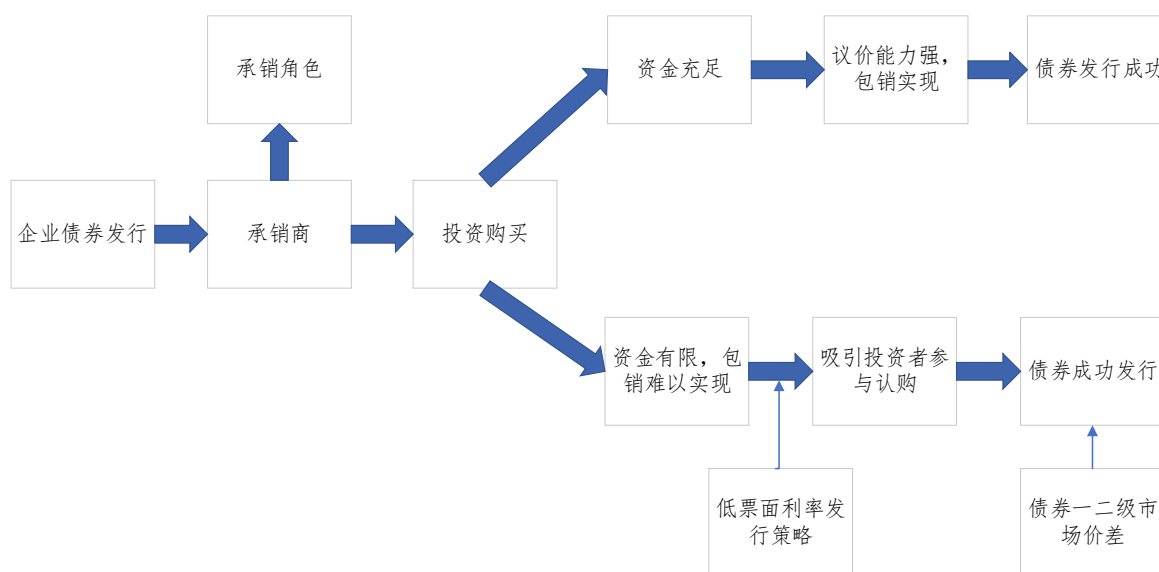 承销角色
资金充足
议价能力强，
包销实现
债券发行成功
企业债券发行
承销商
投资购买
资金有限，包
销难以实现
吸引投资者参
与认购
债券成功发行
低票面利率发
行策略
债券一二级市
场价差